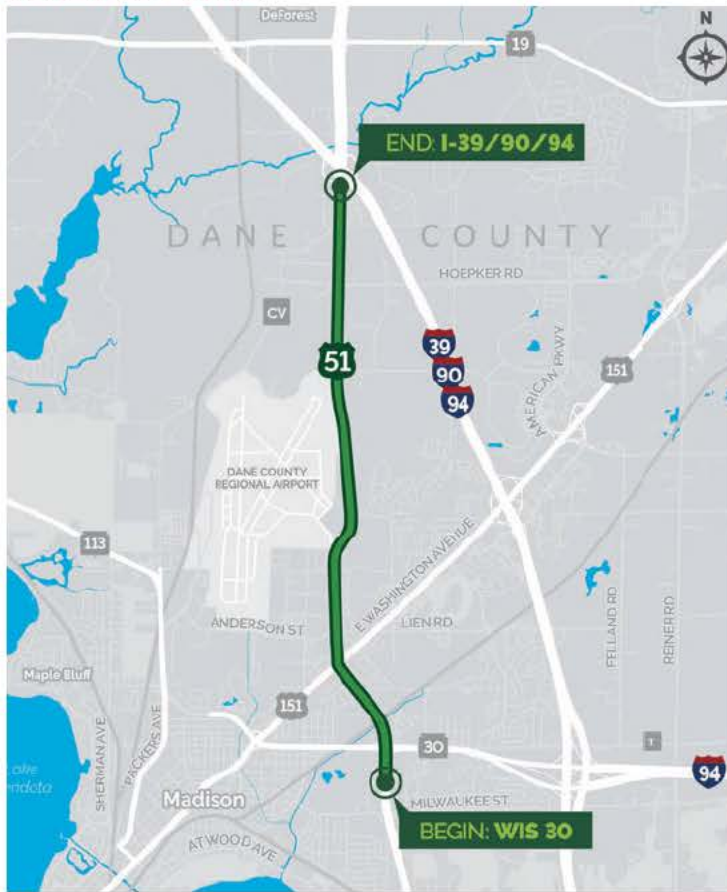 DeForest
N
19
END: I-39/90/94
DANE COUNTY
HOEPKER RD
CV
39
51
90
151
94
AMERICAN PKWY
DANE COUNTY
REGIONAL AIRPORT
113
E WASHINGTON AVENUE
ANDERSON ST
LIEN RD
FELLAND RD
REINER RD
Maple Bluff
151
SHERMAN AVE
PACKERS AVE
30
T
94
Lake
endota
Madison
MILWAUKEE ST
ATWOOD AVE
BEGIN: WIS 30